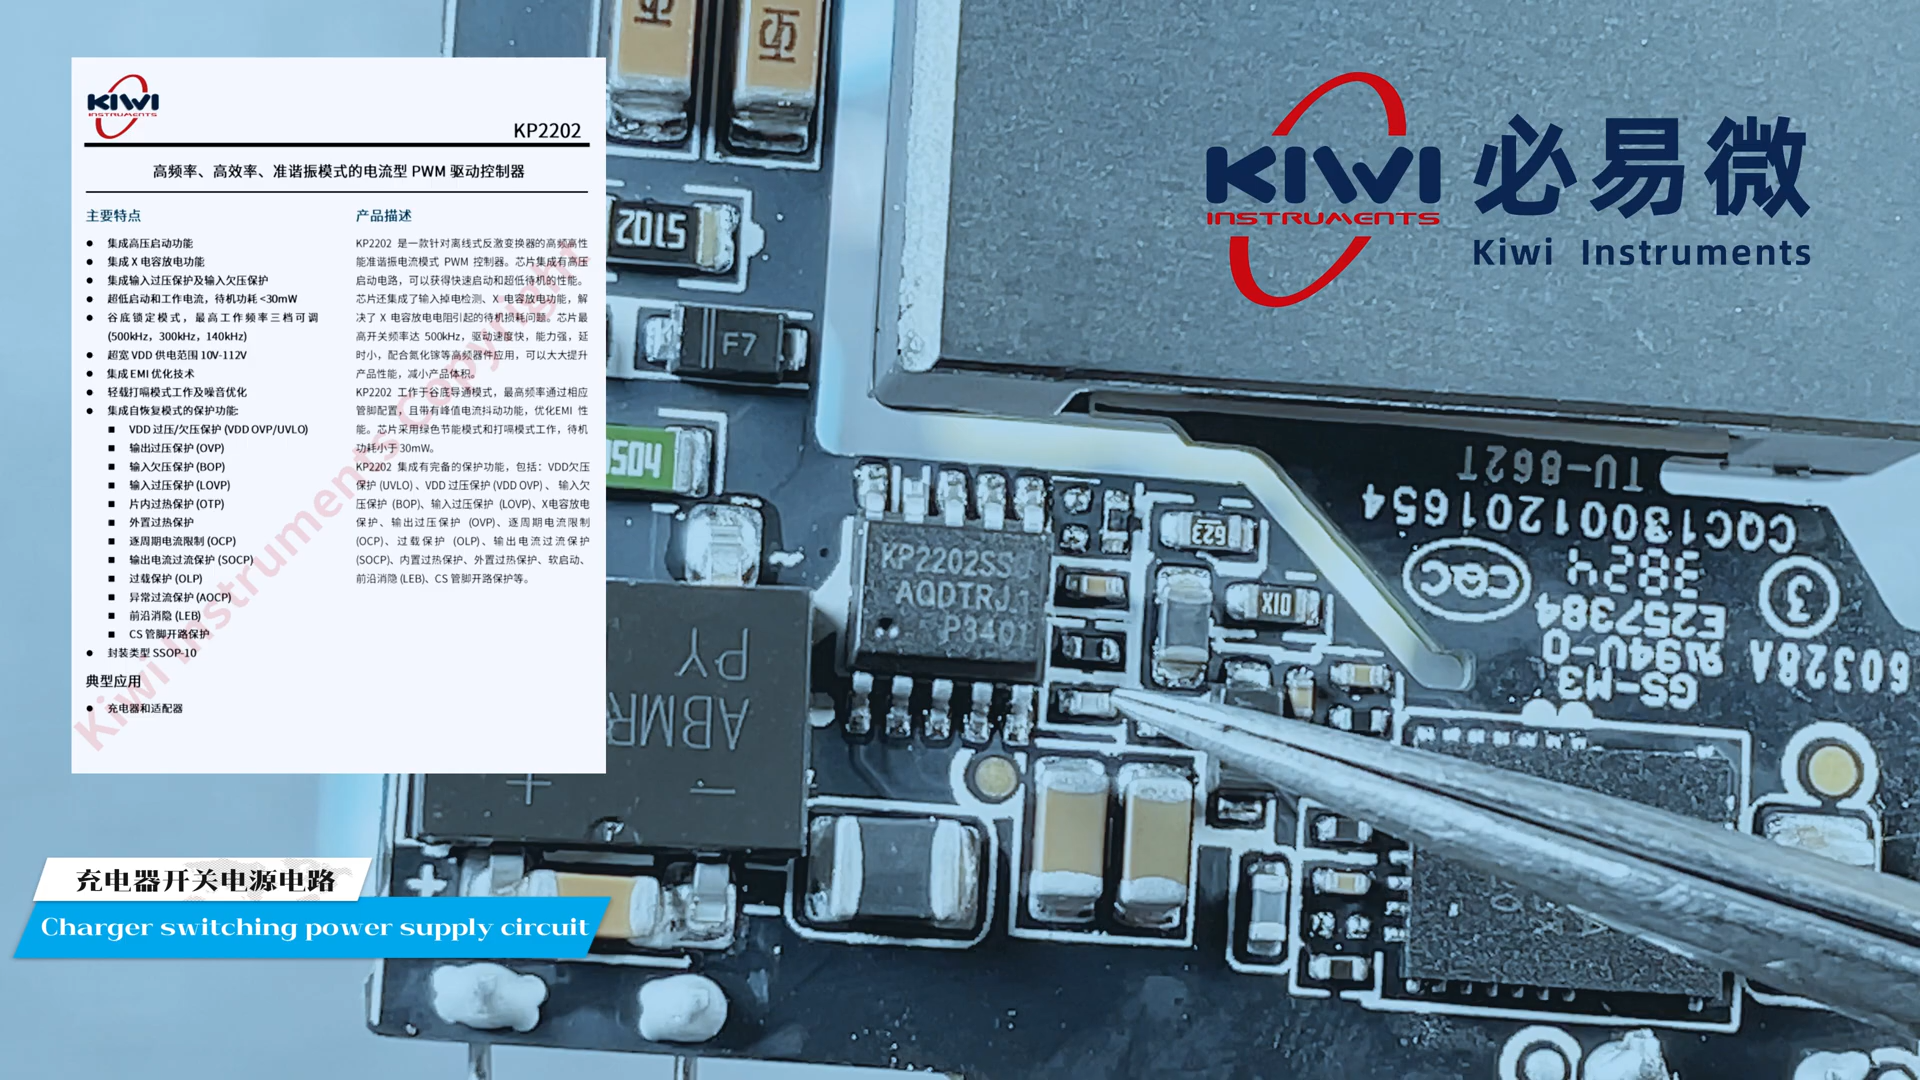 KIWI
INSTRUMENTS
KP2202
高频率、高效率、准谐振模式的电流型 PWM 驱动控制器
主要特点
● 集成高压启动功能
● 集成 X 电容放电功能
● 集成输入过压保护及输入欠压保护
● 超低启动和工作电流，待机功耗 <30mW
● 谷底锁定模式，最高工作频率三档可调
(500kHz，300kHz，140kHz)
● 超宽 VDD 供电范围 10V-112V
● 集成 EMI 优化技术
● 轻载打嗝模式工作及噪音优化
● 集成自恢复模式的保护功能:
■ VDD 过压/欠压保护 (VDD OVP/UVLO)
■ 输出过压保护 (OVP)
■ 输入欠压保护 (BOP)
■ 输入过压保护 (LOVP)
■ 片内过热保护 (OTP)
■ 外置过热保护
■ 逐周期电流限制 (OCP)
■ 输出电流过流保护 (SOCP)
■ 过载保护 (OLP)
■ 异常过流保护 (AOCP)
■ 前沿消隐 (LEB)
■ CS 管脚开路保护
● 封装类型 SSOP-10
典型应用
● 充电器和适配器
产品描述
KP2202 是一款针对离线式反激变换器的高频高性
能准谐振电流模式 PWM 控制器。芯片集成有高压
启动电路，可以获得快速启动和超低待机的性能。
芯片还集成了输入掉电检测、X 电容放电功能，解
决了 X 电容放电电阻引起的待机损耗问题。芯片最
高开关频率达 500kHz，驱动速度快，能力强，延
时小，配合氮化镓等高频器件应用，可以大大提升
产品性能，减小产品体积。
KP2202 工作于谷底导通模式，最高频率通过相应
管脚配置，且带有峰值电流抖动功能，优化EMI 性
能。芯片采用绿色节能模式和打嗝模式工作，待机
功耗小于 30mW。
KP2202 集成有完备的保护功能，包括：VDD欠压
保护 (UVLO)、VDD 过压保护 (VDD OVP)、输入欠
压保护 (BOP)、输入过压保护 (LOVP)、X电容放电
保护、输出过压保护 (OVP)、逐周期电流限制
(OCP)、过载保护 (OLP)、输出电流过流保护
(SOCP)、内置过热保护、外置过热保护、软启动、
前沿消隐 (LEB)、CS 管脚开路保护等。
Kiwi Instruments Copyright
KIWI
INSTRUMENTS
必易微
Kiwi Instruments
2015
F7
S04
KP2202SS
AQDTRJ1
P3401
623
X10
PY
ABMR
+
−
+
TU-862T
CQC13001201654
CQC
3824
E257384
94V-0
GS-M3
3
60328A
充电器开关电源电路
Charger switching power supply circuit